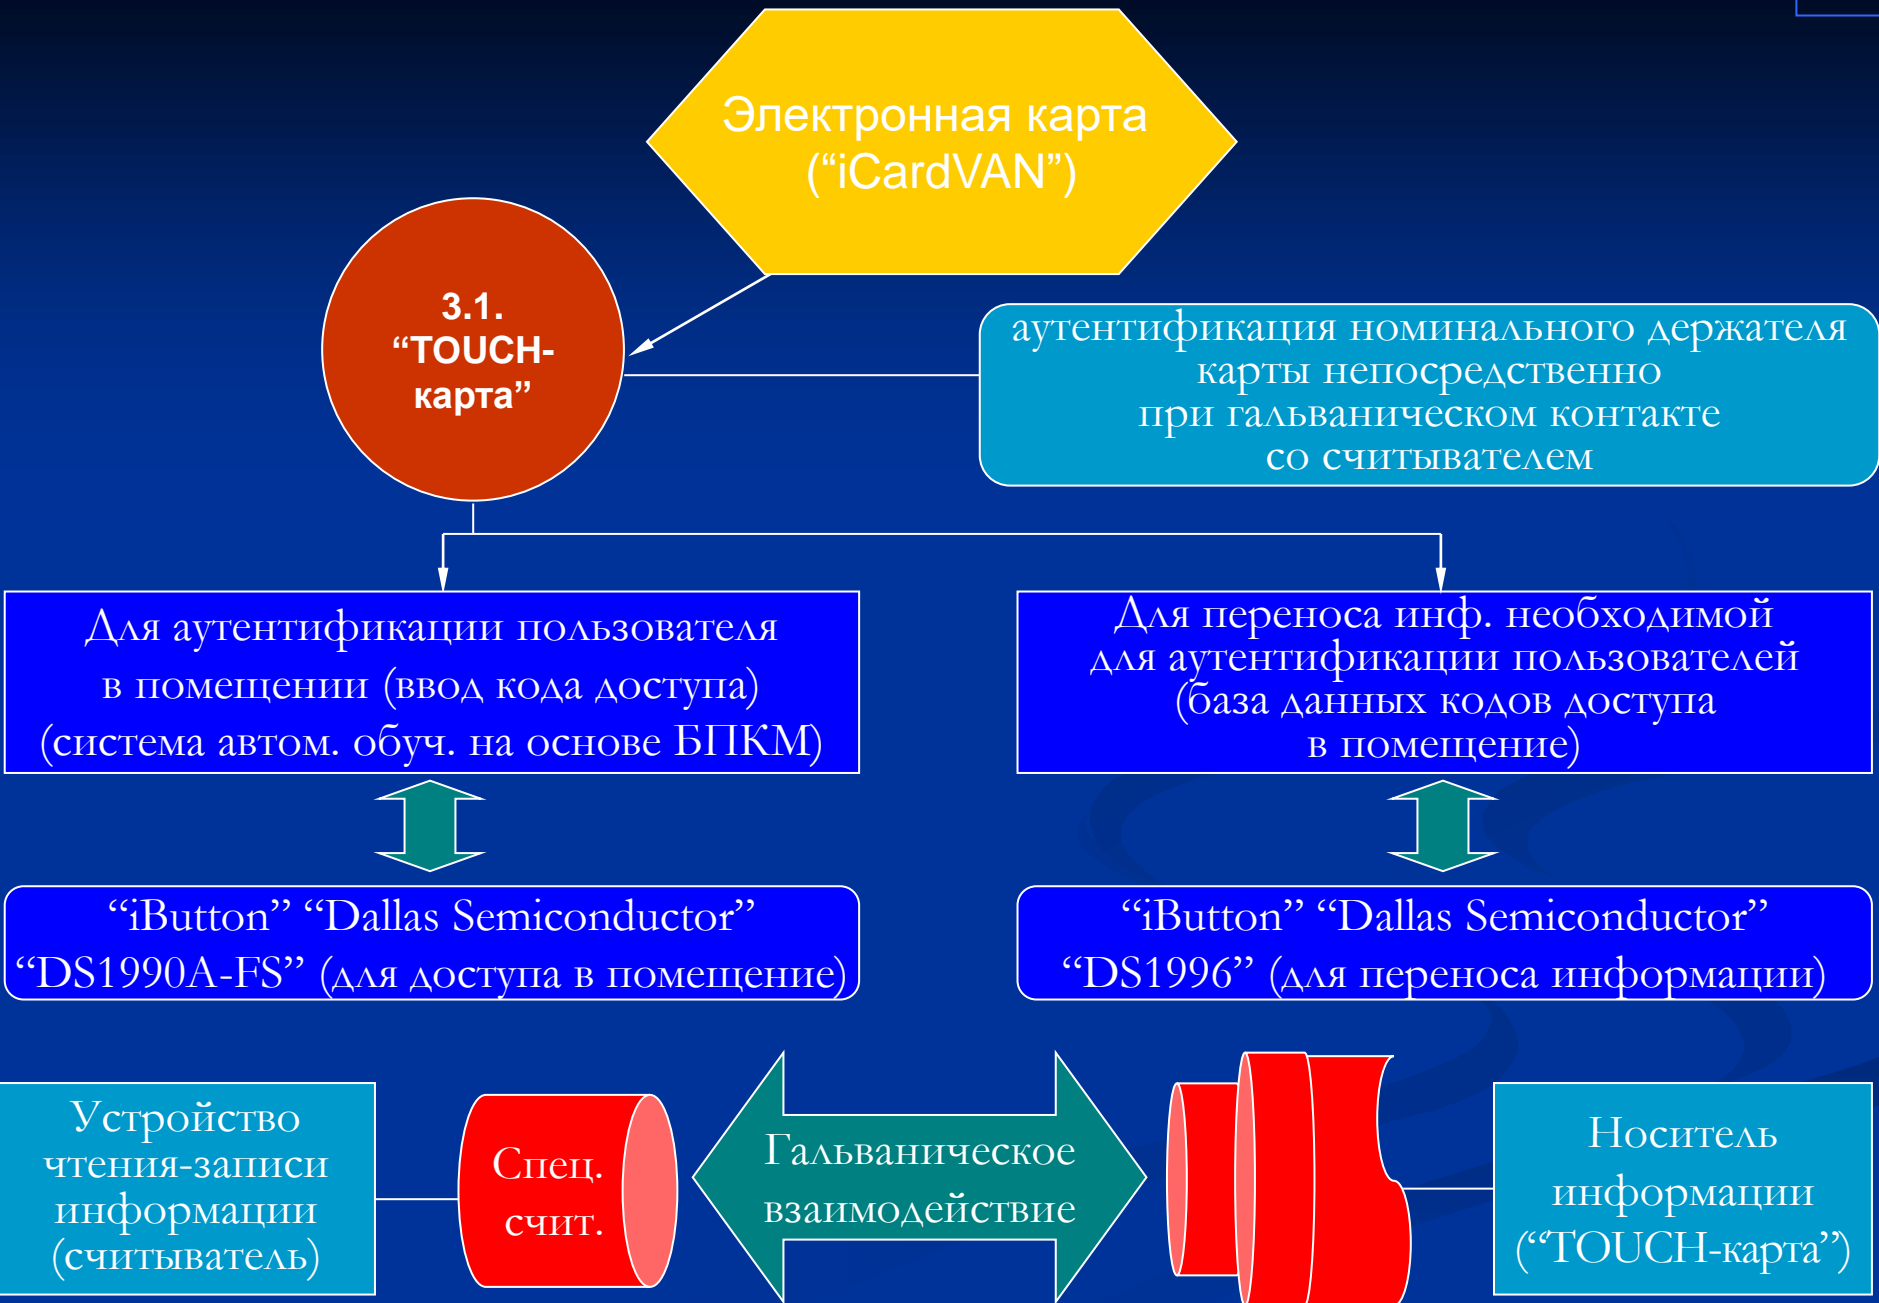 Электронная карта
(“iCardVAN”)
3.1.
“TOUCH-
карта”
аутентификация номинального держателя
карты непосредственно
при гальваническом контакте
со считывателем
Для аутентификации пользователя
в помещении (ввод кода доступа)
(система автом. обуч. на основе БПКМ)
Для переноса инф. необходимой
для аутентификации пользователей
(база данных кодов доступа
в помещение)
“iButton” “Dallas Semiconductor”
“DS1990A-FS” (для доступа в помещение)
“iButton” “Dallas Semiconductor”
“DS1996” (для переноса информации)
Устройство
чтения-записи
информации
(считыватель)
Спец.
счит.
Гальваническое
взаимодействие
Носитель
информации
(“TOUCH-карта”)